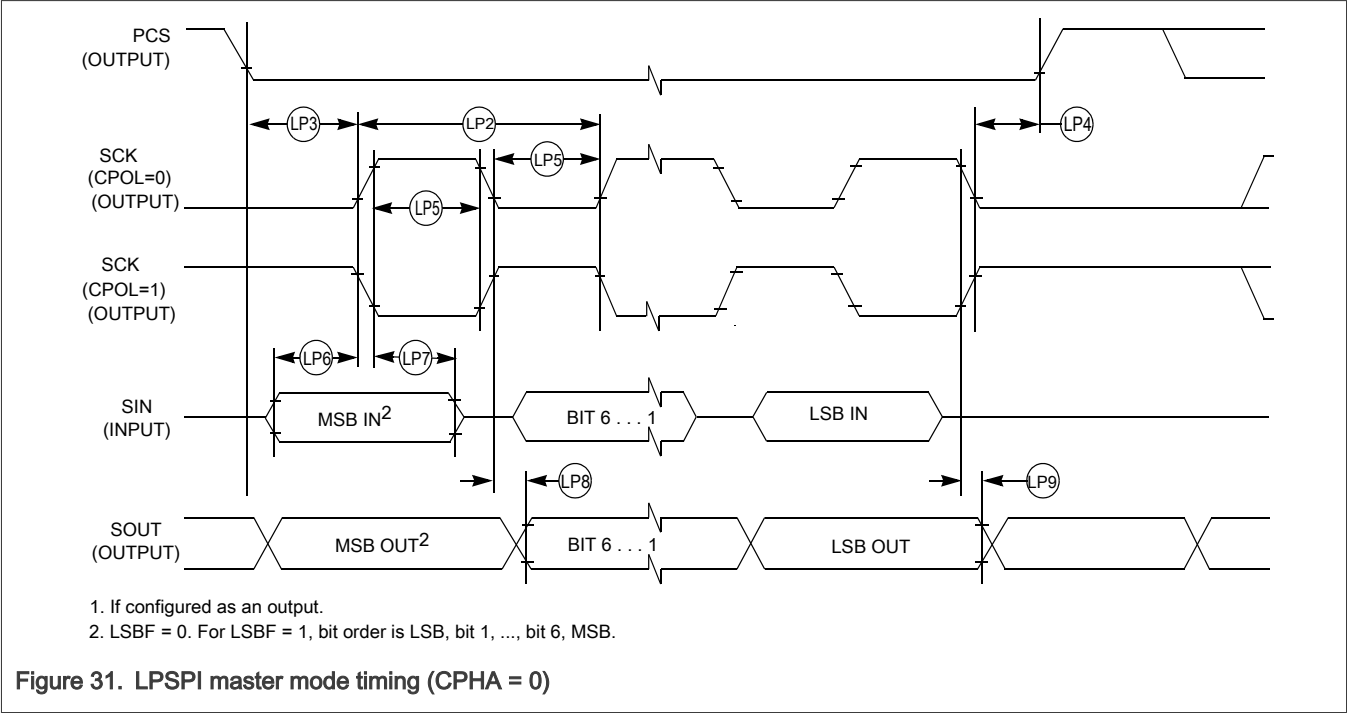 PCS
(OUTPUT)
LP3
LP2
LP4
SCK
(CPOL=0)
(OUTPUT)
LP5
LP5
SCK
(CPOL=1)
(OUTPUT)
LP6
LP7
SIN
(INPUT)
MSB IN2
BIT 6 . . . 1
LSB IN
LP8
LP9
SOUT
(OUTPUT)
MSB OUT2
BIT 6 . . . 1
LSB OUT
1. If configured as an output.
2. LSBF = 0. For LSBF = 1, bit order is LSB, bit 1, ..., bit 6, MSB.
Figure 31. LPSPI master mode timing (CPHA = 0)